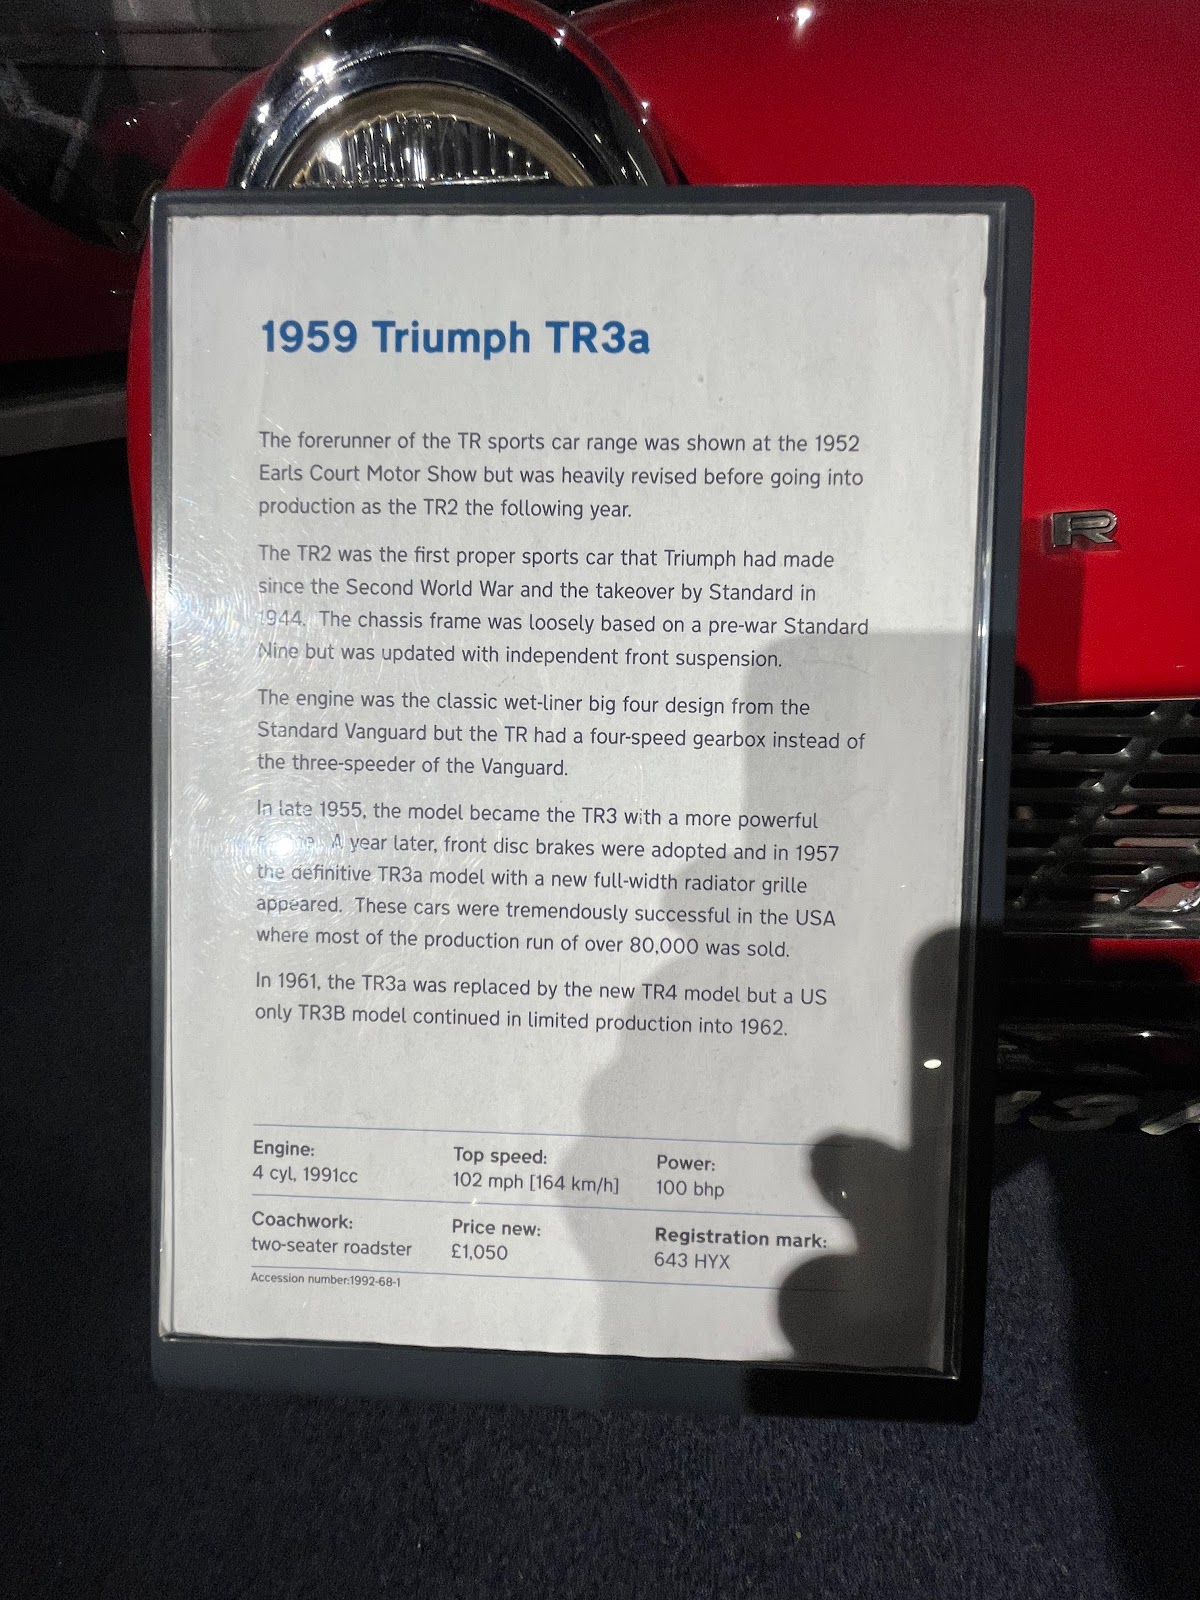 1959 Triumph TR3a
The forerunner of the TR sports car range was shown at the 1952
Earls Court Motor Show but was heavily revised before going into
production as the TR2 the following year.
The TR2 was the first proper sports car that Triumph had made
since the Second World War and the takeover by Standard in
1944. The chassis frame was loosely based on a pre-war Standard
Nine but was updated with independent front suspension.
The engine was the classic wet-liner big four design from the
Standard Vanguard but the TR had a four-speed gearbox instead of
the three-speeder of the Vanguard.
In late 1955, the model became the TR3 with a more powerful
A year later, front disc brakes were adopted and in 1957
the definitive TR3a model with a new full-width radiator grille
appeared. These cars were tremendously successful in the USA
where most of the production run of over 80,000 was sold.
In 1961, the TR3a was replaced by the new TR4 model but a US
only TR3B model continued in limited production into 1962.
Engine: Top speed: Power:
4 cyl, 1991cc 102 mph [164 km/h] 100 bhp
Coachwork: Price new: Registration mark:
two-seater roadster £1,050 643 HYX
Accession number:1992-68-1
R